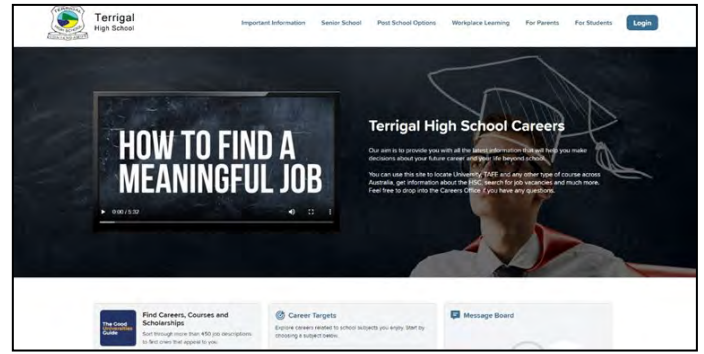 Terrigal
High School
Important Information Senior School Post School Options Workplace Learning For Parents For Students Login
HOW TO FIND A
MEANINGFUL JOB
0:00 / 5:32
Terrigal High School Careers
Our aim is to provide you with all the latest information that will help you make
decisions about your future career and your life beyond school.
You can use this site to locate University, TAFE and any other type of course across
Australia, get information about the HSC, search for job vacancies and much more.
Feel free to drop into the Careers Office if you have any questions.
The Good
Universities
Guide
Find Careers, Courses and
Scholarships
Sort through more than 450 job descriptions
to find ones that appeal to you.
Career Targets
Explore careers related to school subjects you enjoy. Start by
choosing a subject below.
Message Board